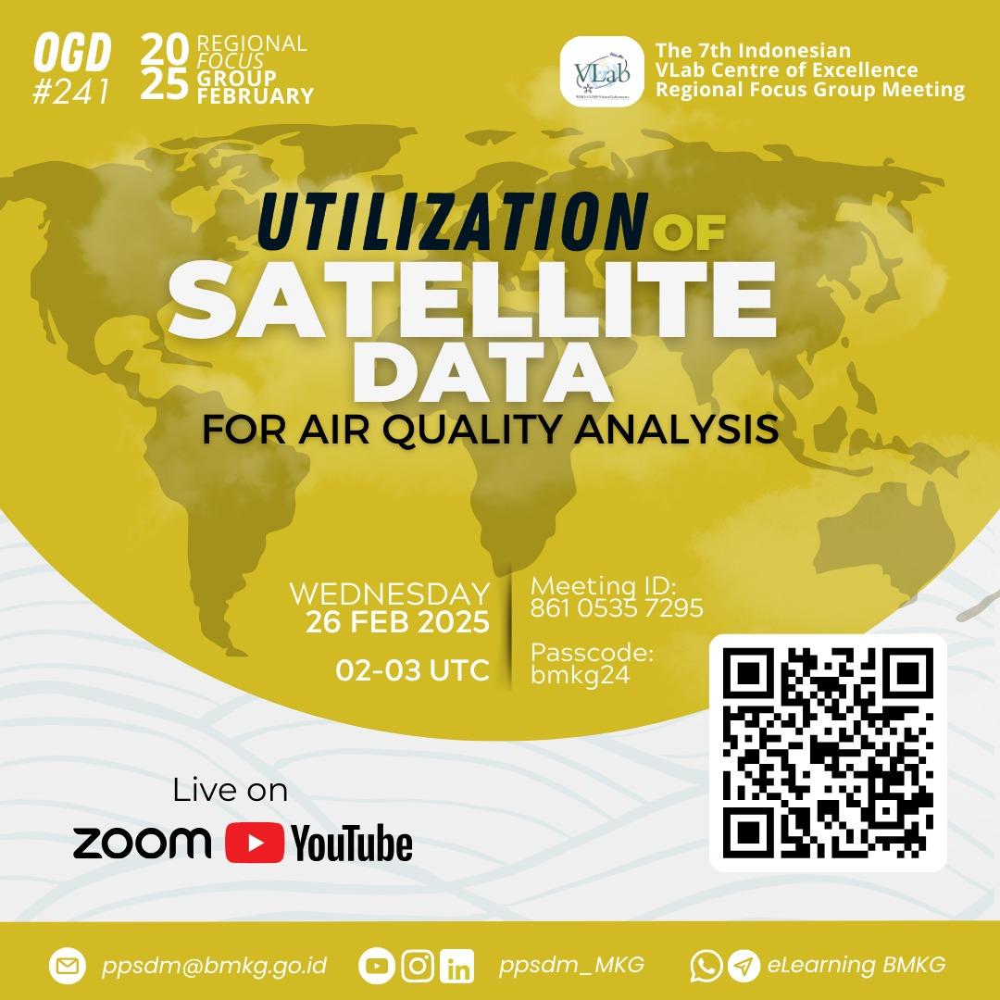 OGD
#241
20
25
REGIONAL
FOCUS
GROUP
FEBRUARY
VLab
The 7th Indonesian
VLab Centre of Excellence
Regional Focus Group Meeting
UTILIZATION OF
SATELLITE
DATA
FOR AIR QUALITY ANALYSIS
WEDNESDAY
26 FEB 2025
02-03 UTC
Meeting ID:
861 0535 7295
Passcode:
bmkg24
Live on
zoom YouTube
ppsdm@bmkg.go.id
ppsdm_MKG
eLearning BMKG